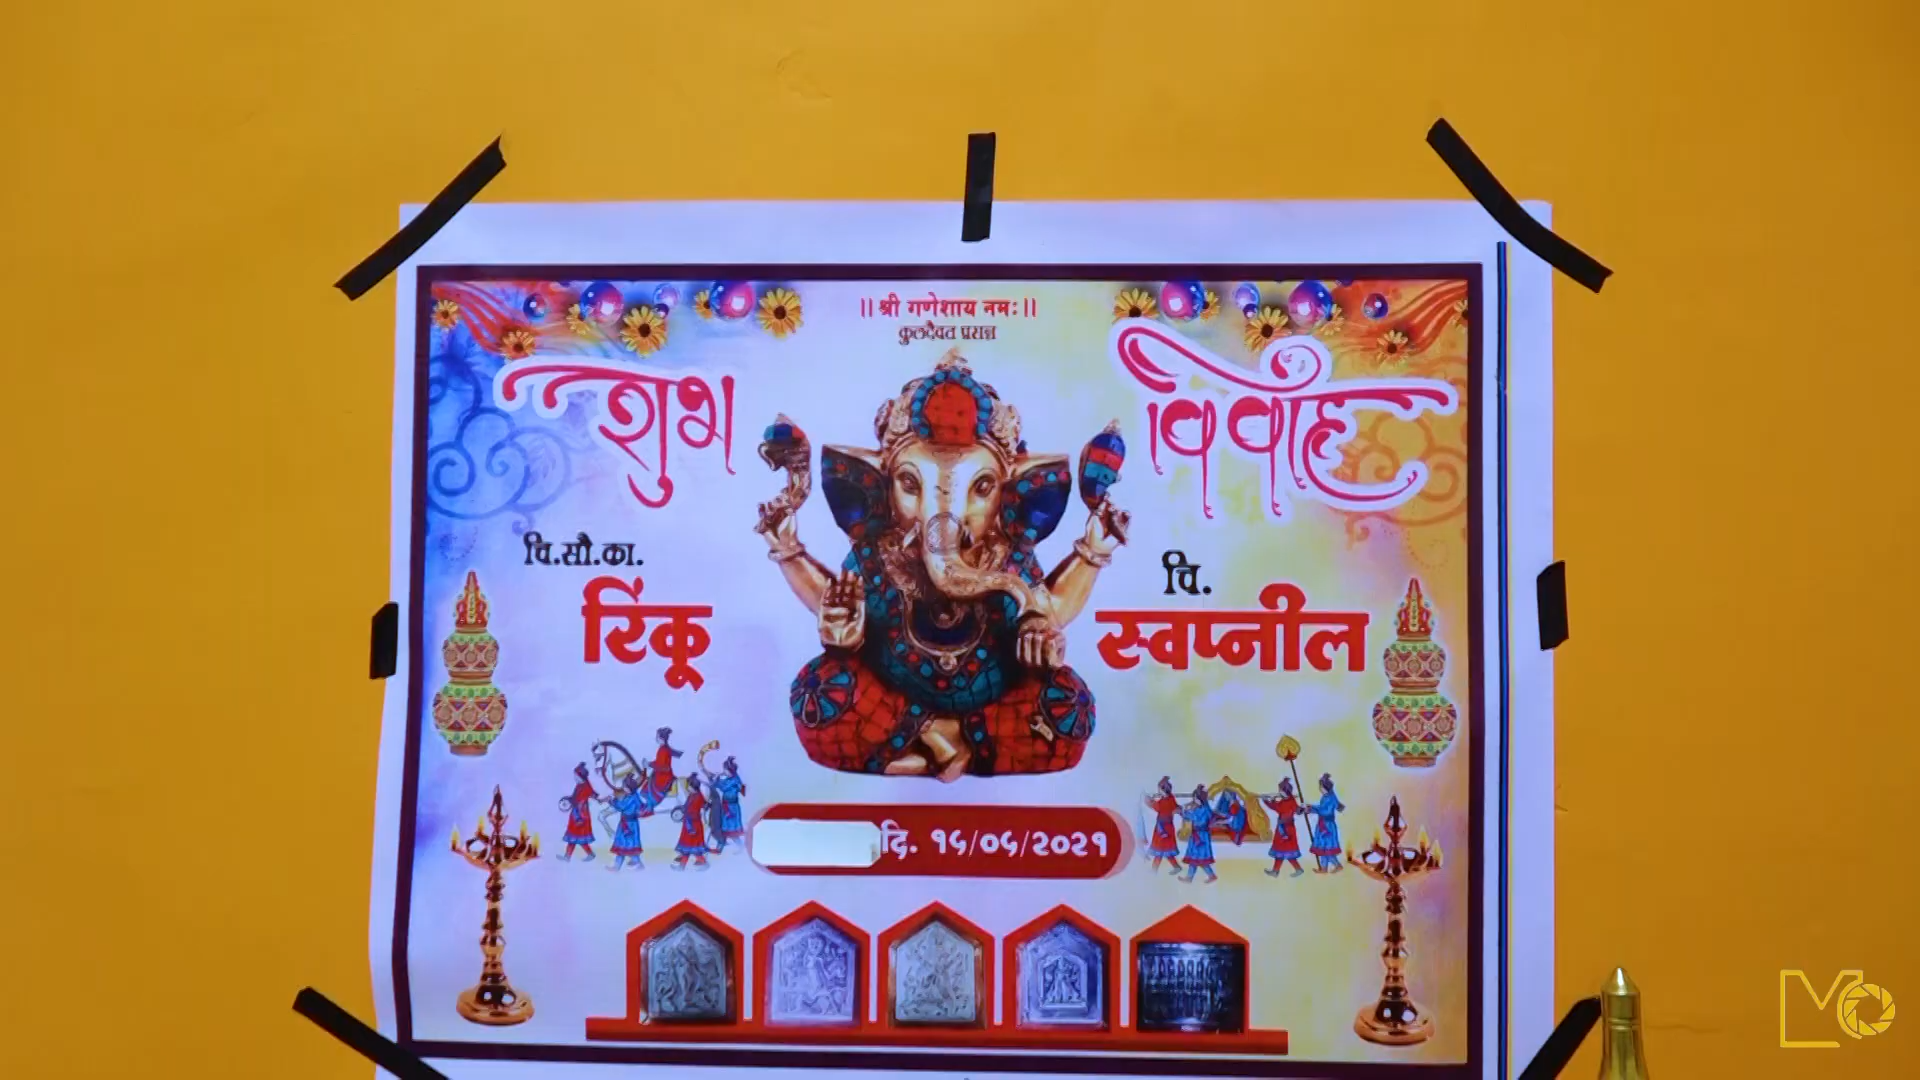 ॥ श्री गणेशाय नमः॥
कुलदैवत प्रसन्न
शुभ विवाह
चि.सौ.का.
रिंकू
चि.
स्वप्नील
दि. १५/०५/२०२१